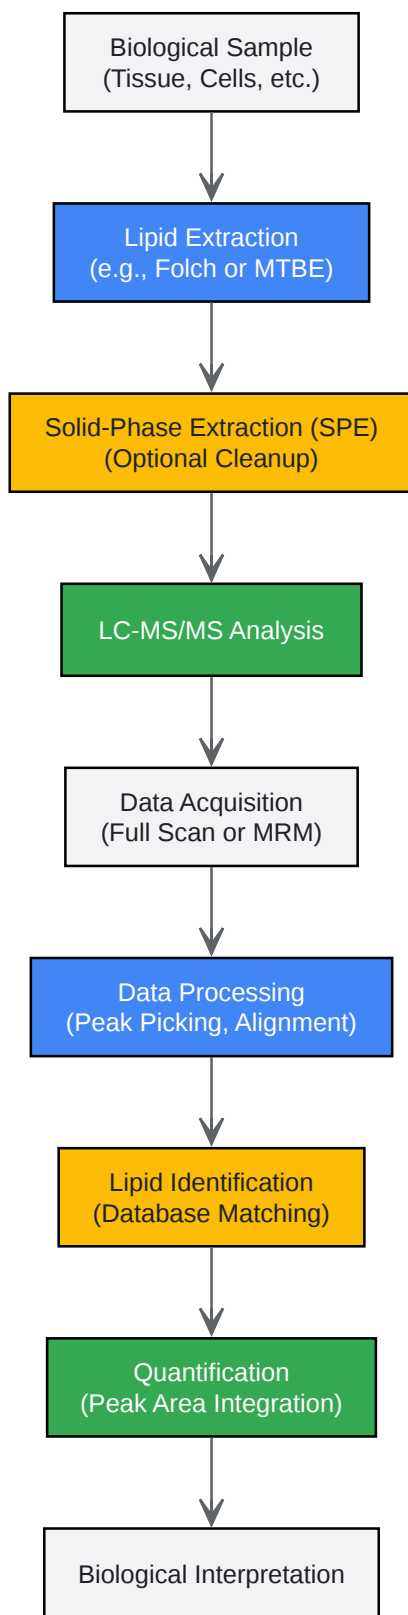 Biological Sample
(Tissue, Cells, etc.)
Lipid Extraction
(e.g., Folch or MTBE)
Solid-Phase Extraction (SPE)
(Optional Cleanup)
LC-MS/MS Analysis
Data Acquisition
(Full Scan or MRM)
Data Processing
(Peak Picking, Alignment)
Lipid Identification
(Database Matching)
Quantification
(Peak Area Integration)
Biological Interpretation